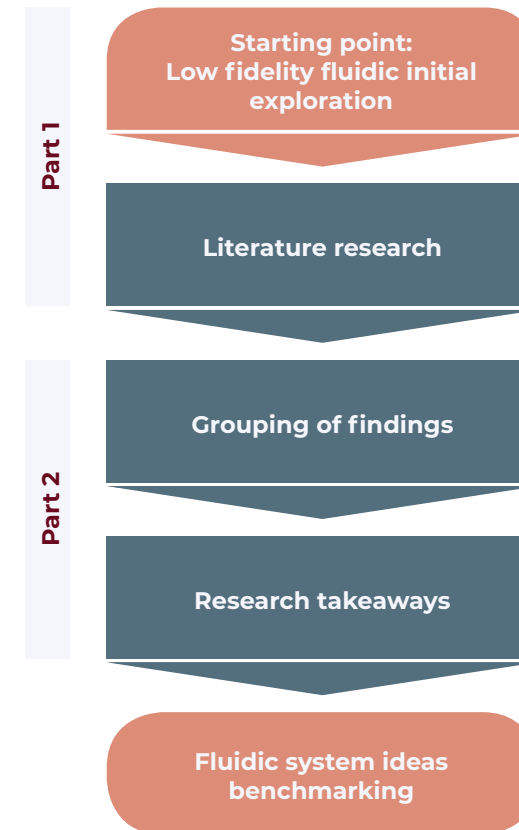 Part 1
Starting point:
Low fidelity fluidic initial
exploration
Literature research
Part 2
Grouping of findings
Research takeaways
Fluidic system ideas
benchmarking